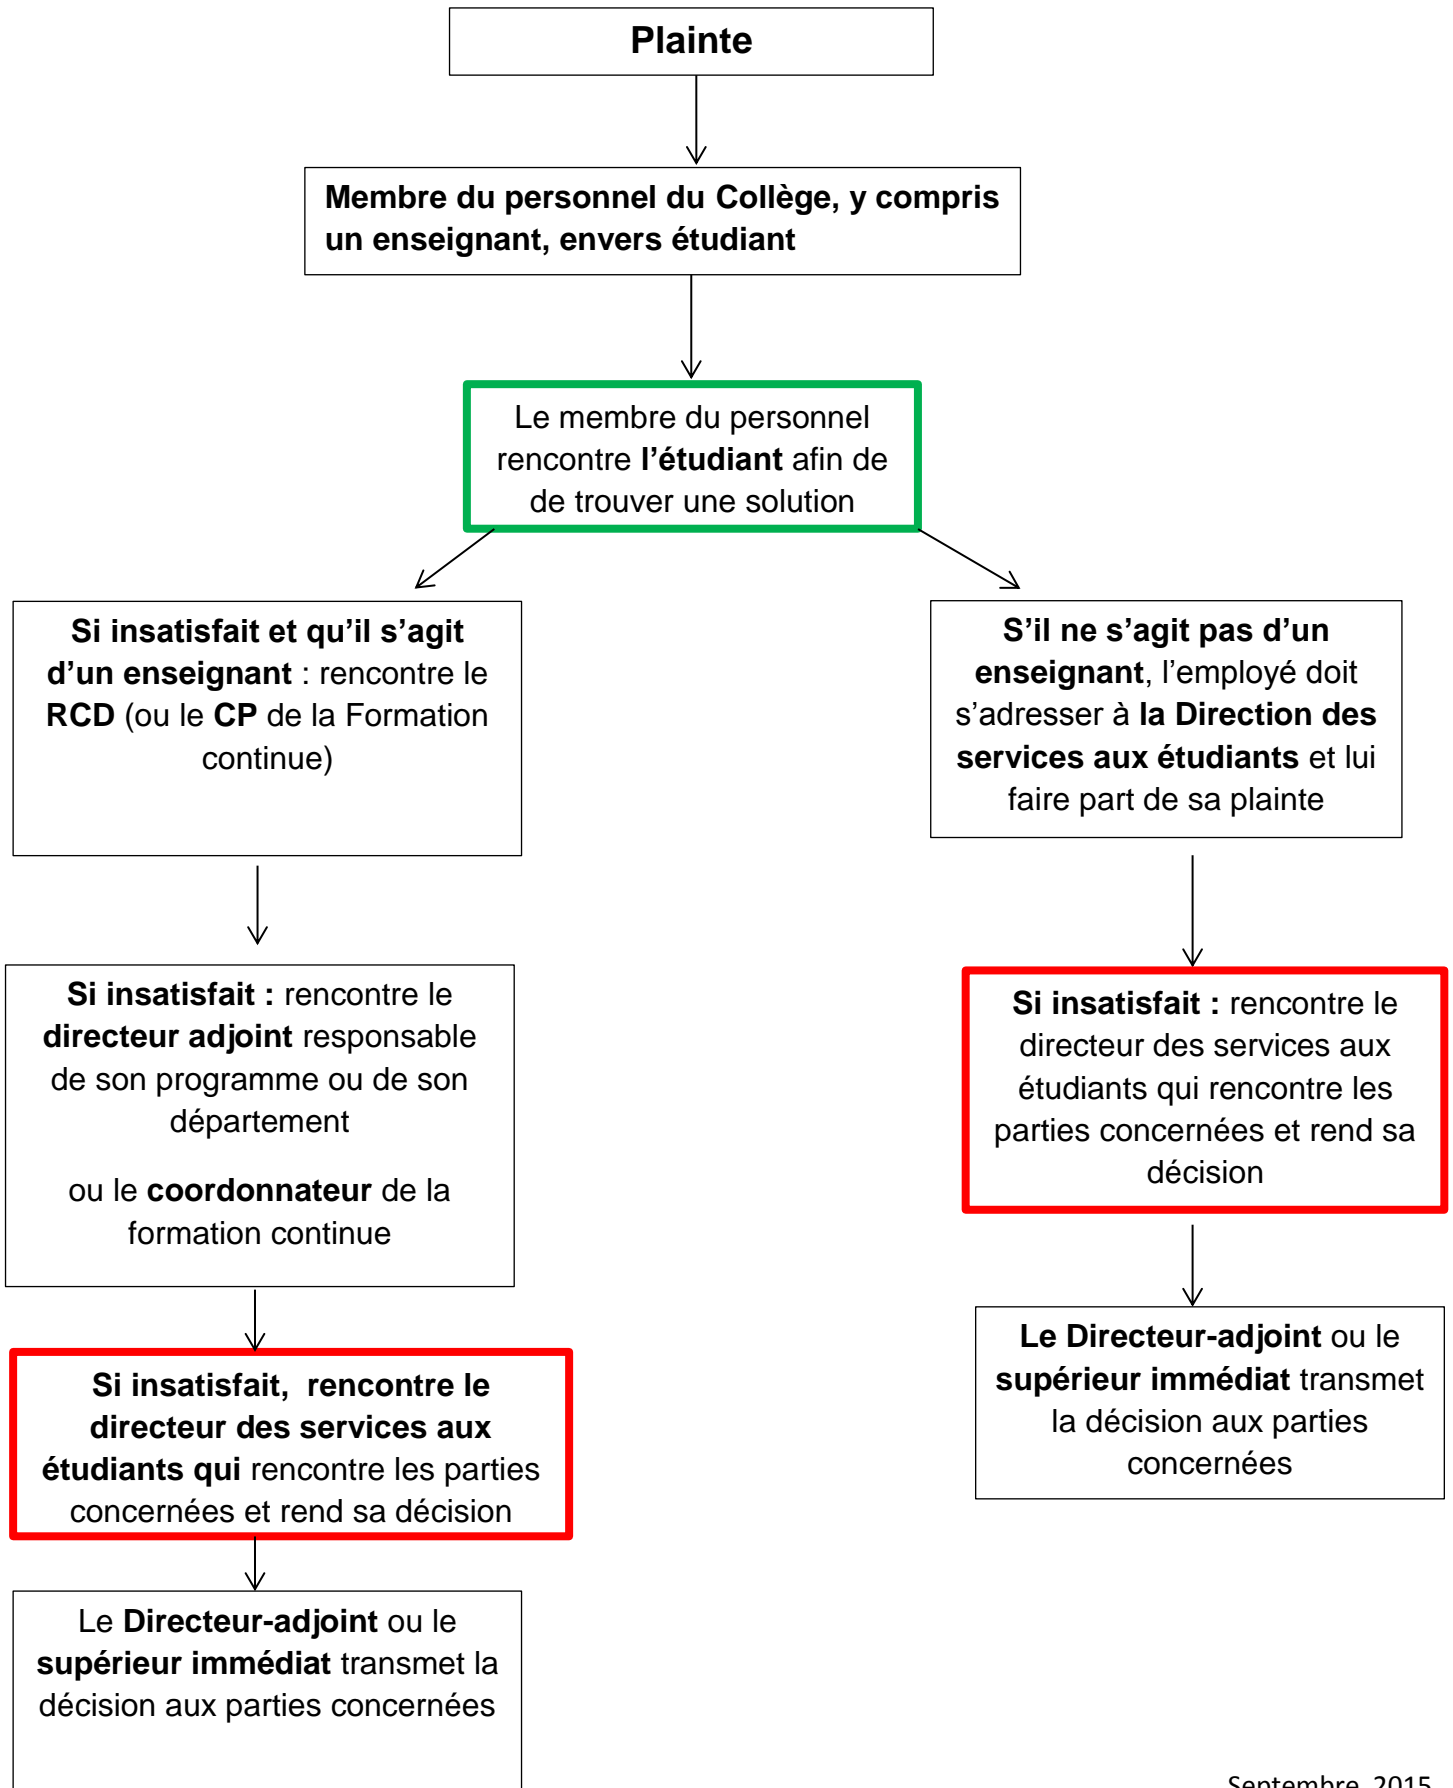 Plainte
Membre du personnel du Collège, y compris
un enseignant, envers étudiant
Le membre du personnel
rencontre l’étudiant afin de
de trouver une solution
Si insatisfait et qu’il s’agit
d’un enseignant : rencontre le
RCD (ou le CP de la Formation
continue)
S’il ne s’agit pas d’un
enseignant, l’employé doit
s’adresser à la Direction des
services aux étudiants et lui
faire part de sa plainte
Si insatisfait : rencontre le
directeur adjoint responsable
de son programme ou de son
département
ou le coordonnateur de la
formation continue
Si insatisfait : rencontre le
directeur des services aux
étudiants qui rencontre les
parties concernées et rend sa
décision
Si insatisfait, rencontre le
directeur des services aux
étudiants qui rencontre les parties
concernées et rend sa décision
Le Directeur-adjoint ou le
supérieur immédiat transmet
la décision aux parties
concernées
Le Directeur-adjoint ou le
supérieur immédiat transmet la
décision aux parties concernées
Septembre 2015